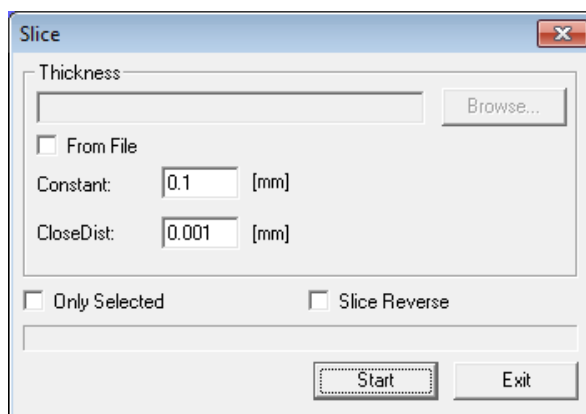 Slice
Thickness
Browse...
From File
Constant: 0.1 [mm]
CloseDist: 0.001 [mm]
Only Selected Slice Reverse
Start Exit